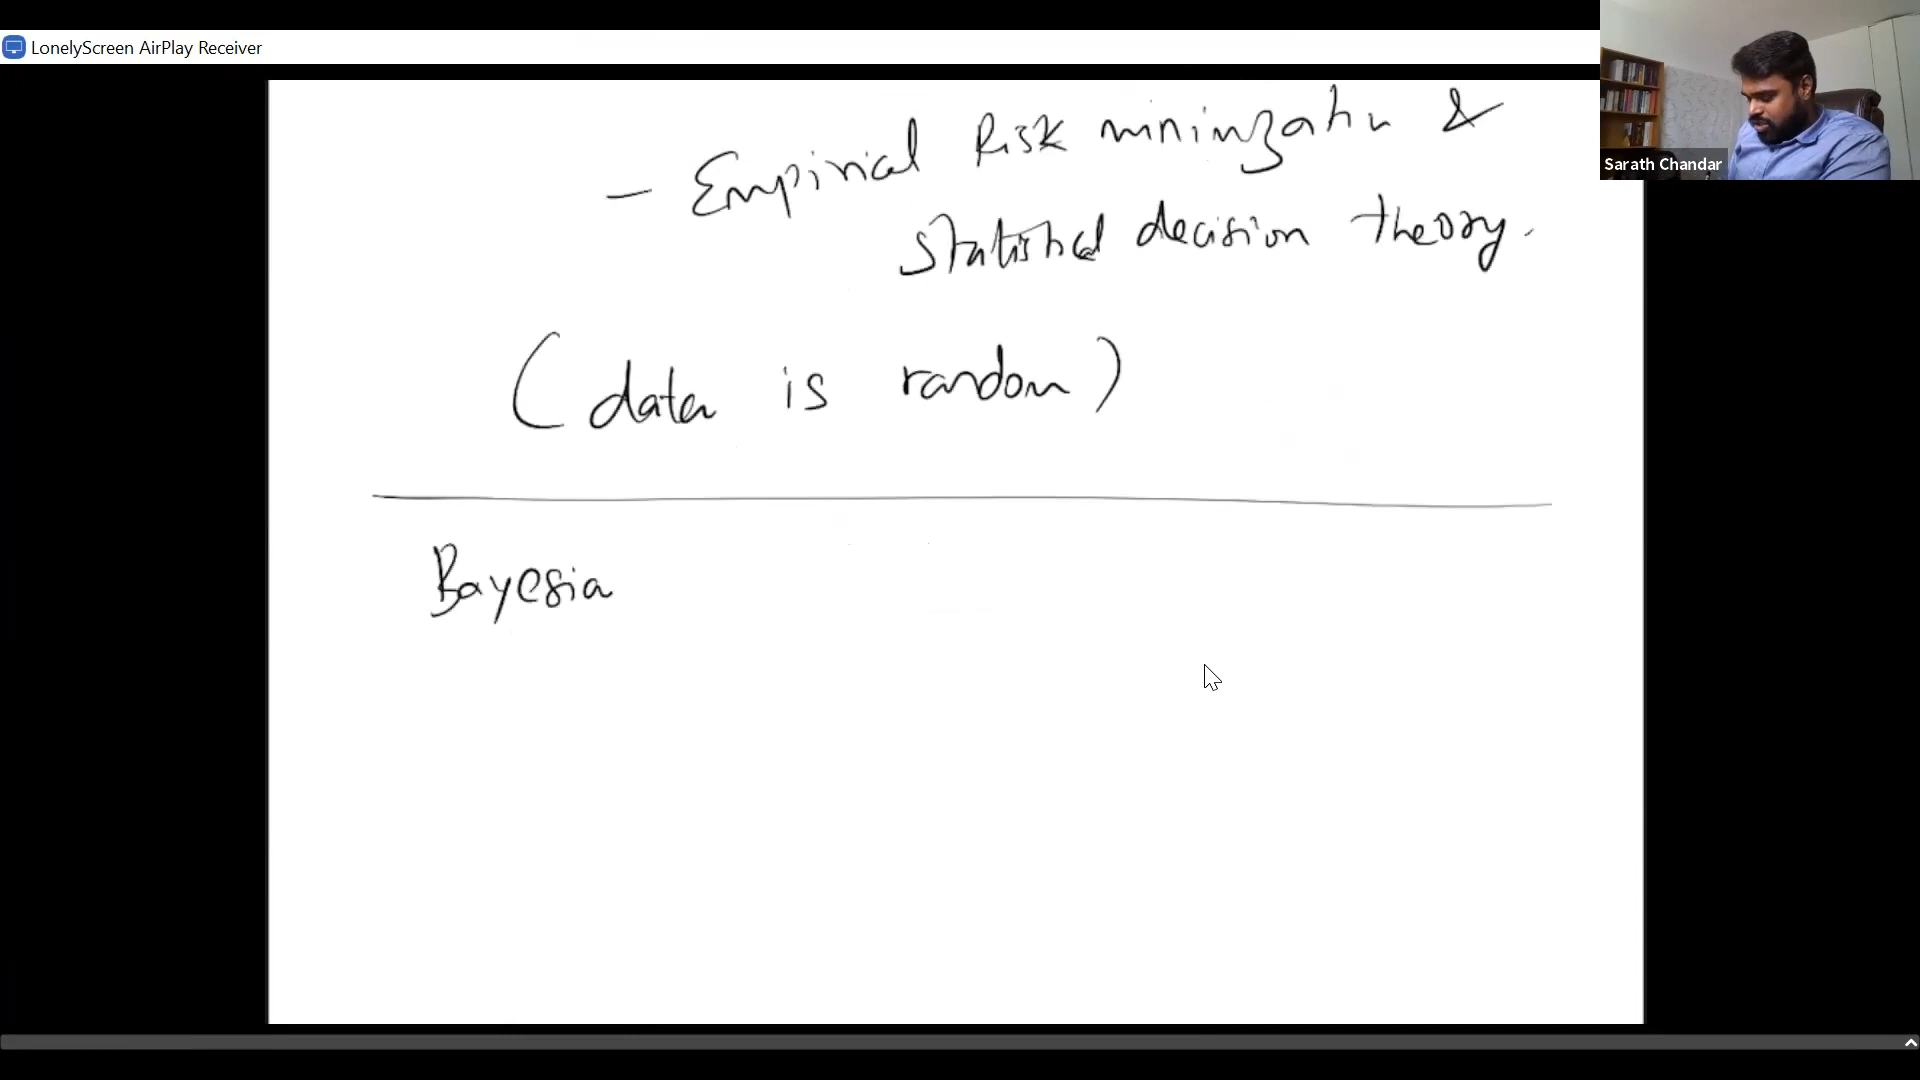 LonelyScreen AirPlay Receiver
Sarath Chandar
- Empirical Risk minimization &
statistical decision theory.
(data is random)
Bayesia